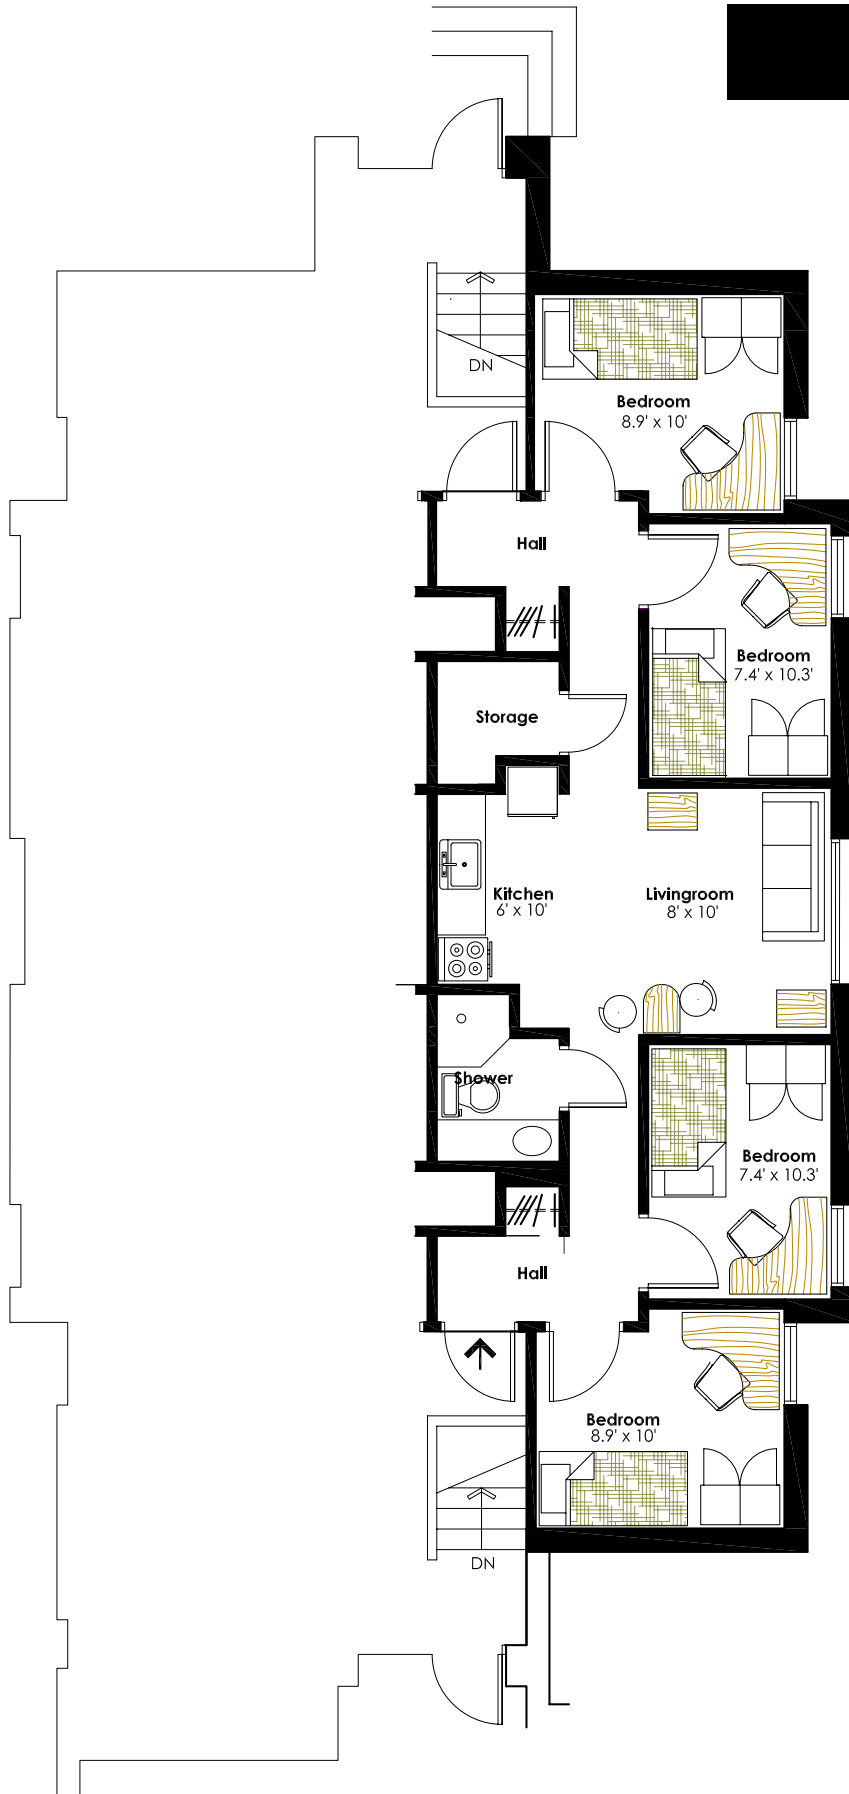 DN
Bedroom
8.9' x 10'
Hall
Bedroom
7.4' x 10.3'
Storage
Kitchen
6' x 10'
Livingroom
8' x 10'
Shower
Bedroom
7.4' x 10.3'
Hall
Bedroom
8.9' x 10'
DN